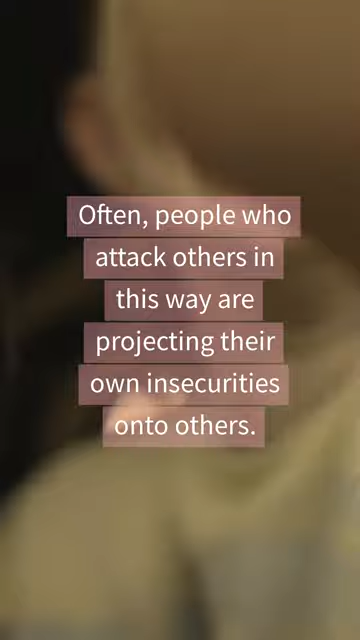 Often, people who
attack others in
this way are
projecting their
own insecurities
onto others.